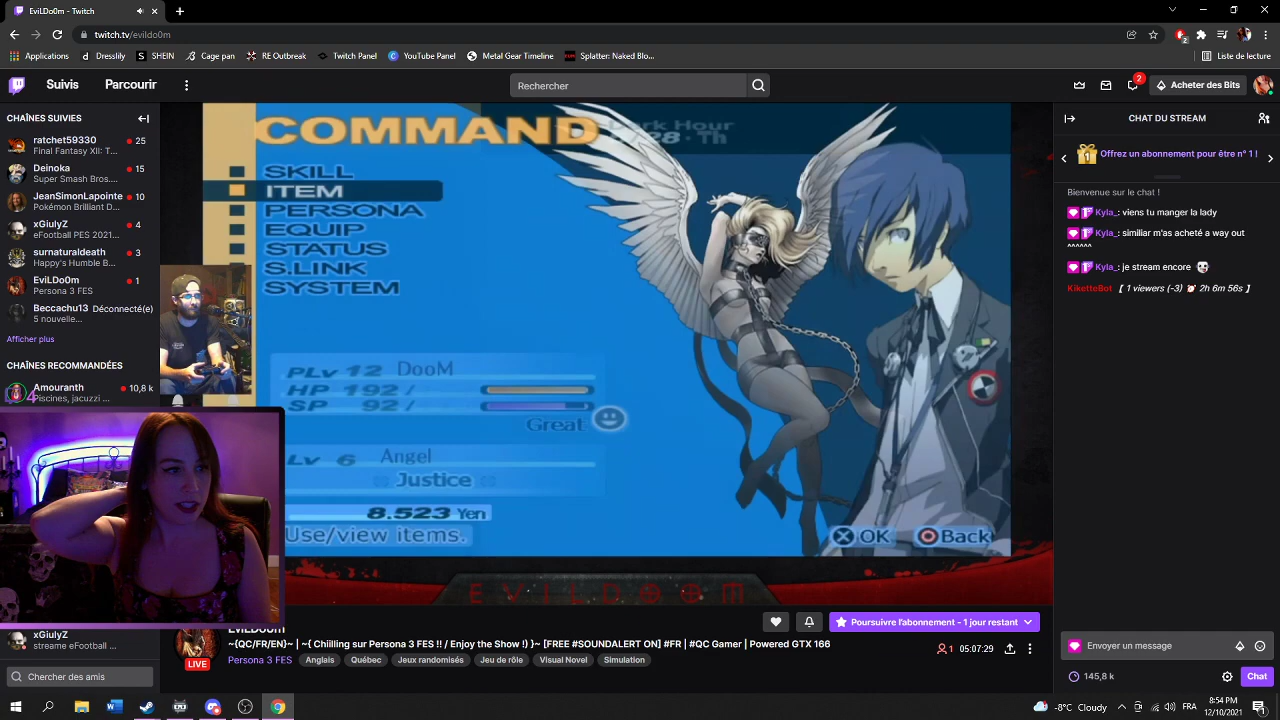 EvilDo0m - Twitch
twitch.tv/evildo0m
Applications
Dresslily
SHEIN
Cage pan
RE Outbreak
Twitch Panel
YouTube Panel
Metal Gear Timeline
Splatter: Naked Blo...
Liste de lecture
Suivis
Parcourir
Rechercher
2
Acheter des Bits
CHAÎNES SUIVIES
ratchet59330
25
Final Fantasy XII: T...
Deinoka
15
Super Smash Bros....
JeanSimonLapointe
10
Pokémon Brilliant D...
xGiulyZ
4
eFootball PES 2021...
surnaturaldeath
3
Happy's Humble B...
EvilDo0m
1
Persona 3 FES
Beccachu13
Déconnecté(e)
5 nouvelle...
Afficher plus
CHAÎNES RECOMMANDÉES
Amouranth
10,8 k
Piscines, jacuzzi ...
xGiulyZ
streame eFootball ...
Chercher des amis
COMMAND
Dark Hour
28 · Th
SKILL
ITEM
PERSONA
EQUIP
STATUS
S.LINK
SYSTEM
PLv 12 DooM
HP 192 /
SP 92 /
Great
Lv 6 Angel
Justice
8.523 Yen
Use/view items.
OK
Back
EVILDOOM
Poursuivre l'abonnement - 1 jour restant
LIVE
~{QC/FR/EN}~ | ~{ Chilling sur Persona 3 FES !! / Enjoy the Show !) }~ [FREE #SOUNDALERT ON] #FR | #QC Gamer | Powered GTX 166
Persona 3 FES
Anglais
Québec
Jeux randomisés
Jeu de rôle
Visual Novel
Simulation
1
05:07:29
CHAT DU STREAM
1
Offrez un abonnement pour être n° 1 !
Bienvenue sur le chat !
Kyla_: viens tu manger la lady
Kyla_: similiar m'as acheté a way out
^^^^^^
Kyla_: je stream encore
KiketteBot 【 1 viewers (-3) 2h 6m 56s 】
Envoyer un message
145,8 k
Chat
-8°C Cloudy
FRA
8:54 PM
12/10/2021